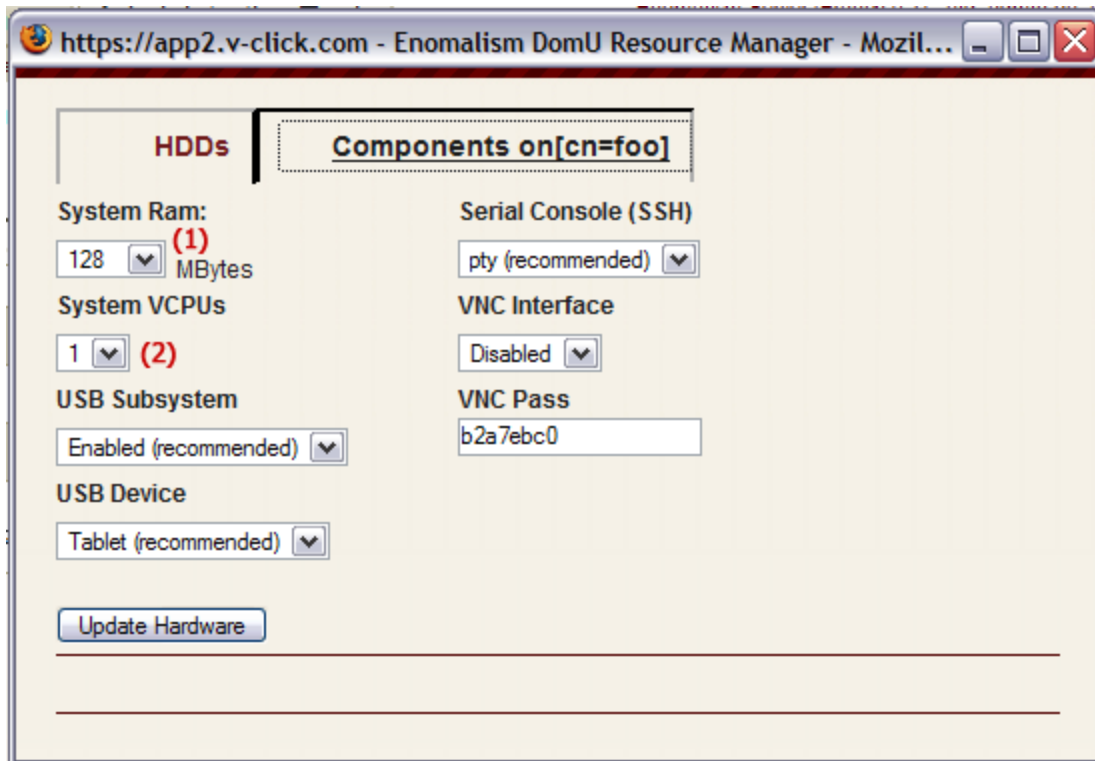 https://app2.v-click.com - Enomalism DomU Resource Manager - Mozil...
HDDs
Components on[cn=foo]
System Ram:
128
(1)
MBytes
System VCPUs
1
(2)
USB Subsystem
Enabled (recommended)
USB Device
Tablet (recommended)
Serial Console (SSH)
pty (recommended)
VNC Interface
Disabled
VNC Pass
b2a7ebc0
Update Hardware